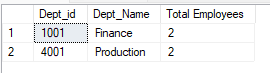 Dept_id Dept_Name Total Employees
1 1001 Finance 2
2 4001 Production 2